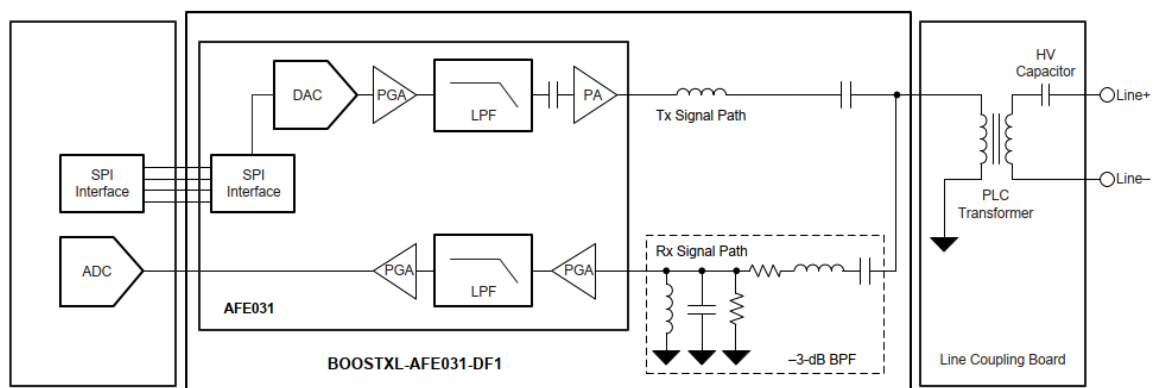 HV
Capacitor
DAC
PGA
LPF
PA
Tx Signal Path
Line+
SPI
Interface
SPI
Interface
Line–
PLC
Transformer
ADC
PGA
LPF
PGA
Rx Signal Path
AFE031
–3-dB BPF
BOOSTXL-AFE031-DF1
Line Coupling Board